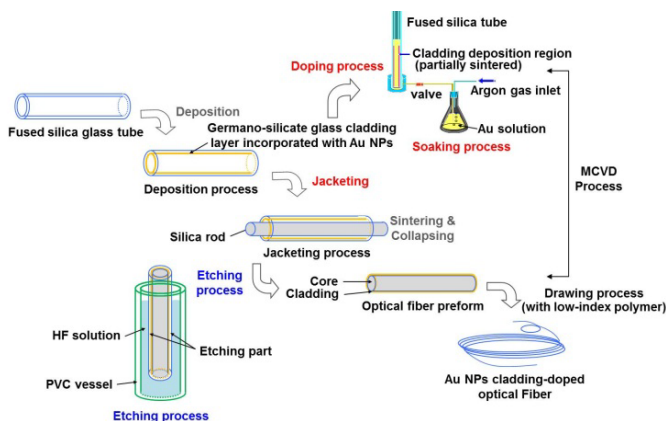 Fused silica tube
Cladding deposition region
(partially sintered)
Doping process
valve
Argon gas inlet
Au solution
Soaking process
Fused silica glass tube
Deposition
Germano-silicate glass cladding
layer incorporated with Au NPs
Deposition process
Jacketing
MCVD
Process
Silica rod
Sintering &
Collapsing
Jacketing process
Etching
process
Core
Cladding
Optical fiber preform
Drawing process
(with low-index polymer)
HF solution
Etching part
PVC vessel
Etching process
Au NPs cladding-doped
optical Fiber